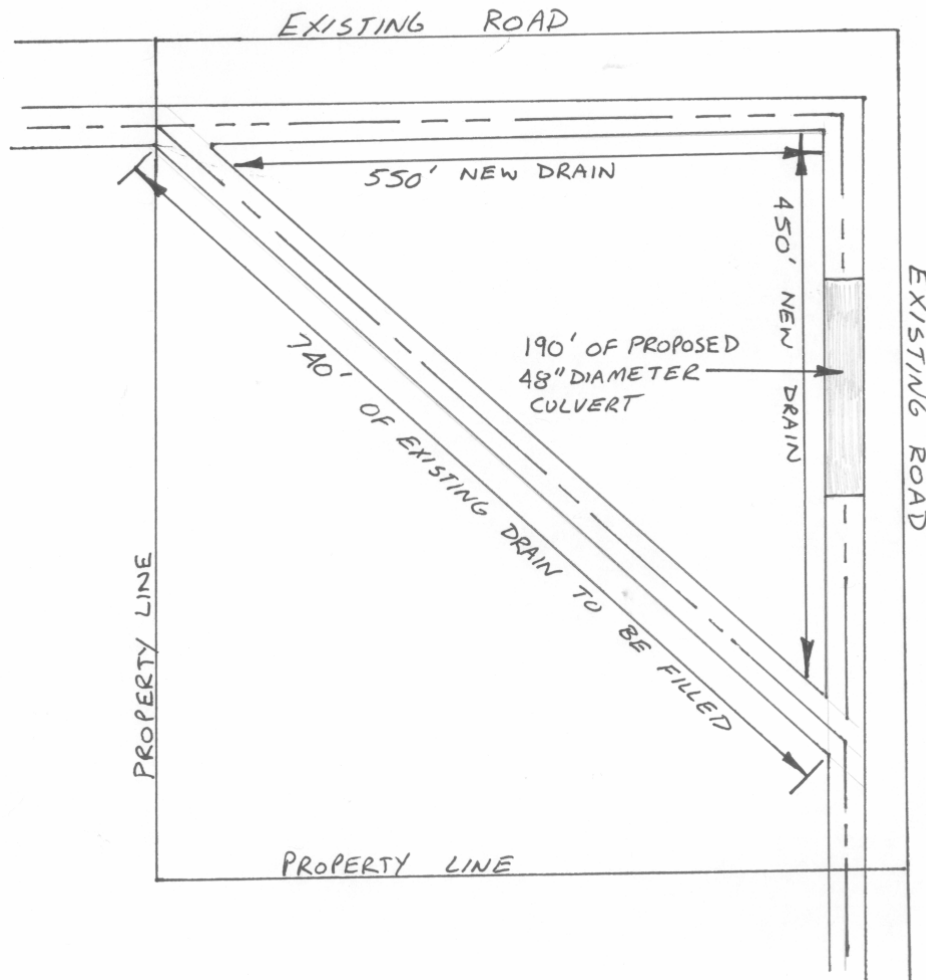 EXISTING ROAD
550' NEW DRAIN
450' NEW DRAIN
EXISTING ROAD
190' OF PROPOSED
48" DIAMETER
CULVERT
740' OF EXISTING DRAIN TO BE FILLED
PROPERTY LINE
PROPERTY LINE